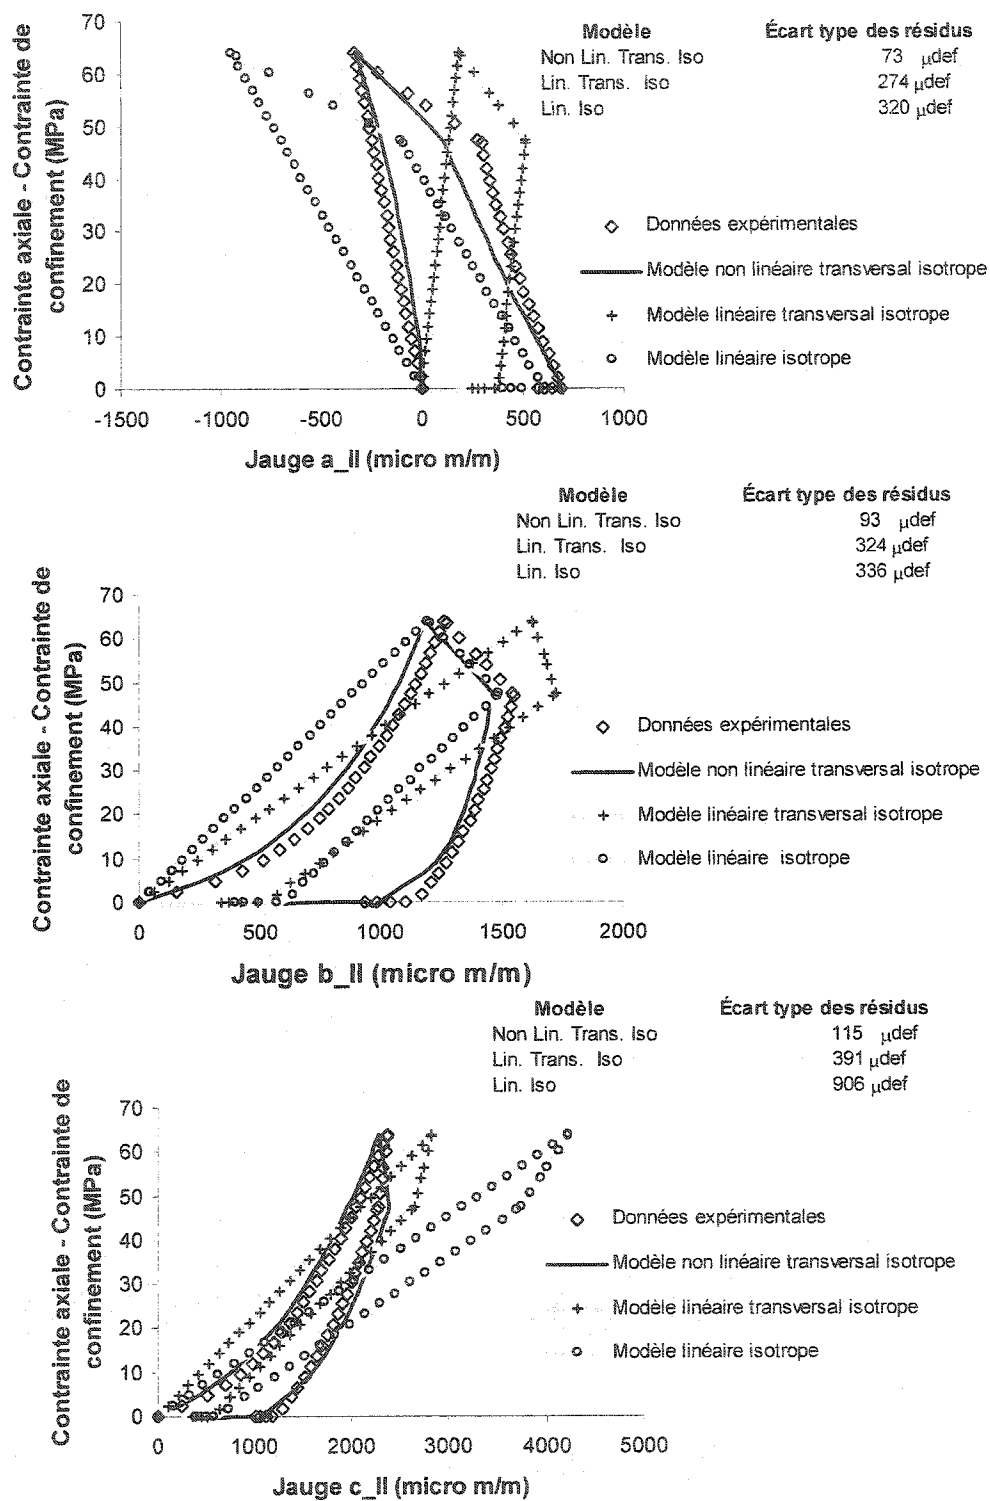 Modèle Écart type des résidus
Non Lin. Trans. Iso 73 μdef
Lin. Trans. Iso 274 μdef
Lin. Iso 320 μdef
Contrainte axiale - Contrainte de
confinement (MPa)
70
60
50
40
30
20
10
0
-1500 -1000 -500 0 500 1000
Jauge a_II (micro m/m)
Données expérimentales
Modèle non linéaire transversal isotrope
Modèle linéaire transversal isotrope
Modèle linéaire isotrope
Modèle Écart type des résidus
Non Lin. Trans. Iso 93 μdef
Lin. Trans. Iso 324 μdef
Lin. Iso 336 μdef
Contrainte axiale - Contrainte de
confinement (MPa)
70
60
50
40
30
20
10
0
0 500 1000 1500 2000
Jauge b_II (micro m/m)
Données expérimentales
Modèle non linéaire transversal isotrope
Modèle linéaire transversal isotrope
Modèle linéaire isotrope
Modèle Écart type des résidus
Non Lin. Trans. Iso 115 μdef
Lin. Trans. Iso 391 μdef
Lin. Iso 906 μdef
Contrainte axiale - Contrainte de
confinement (MPa)
70
60
50
40
30
20
10
0
0 1000 2000 3000 4000 5000
Jauge c_II (micro m/m)
Données expérimentales
Modèle non linéaire transversal isotrope
Modèle linéaire transversal isotrope
Modèle linéaire isotrope